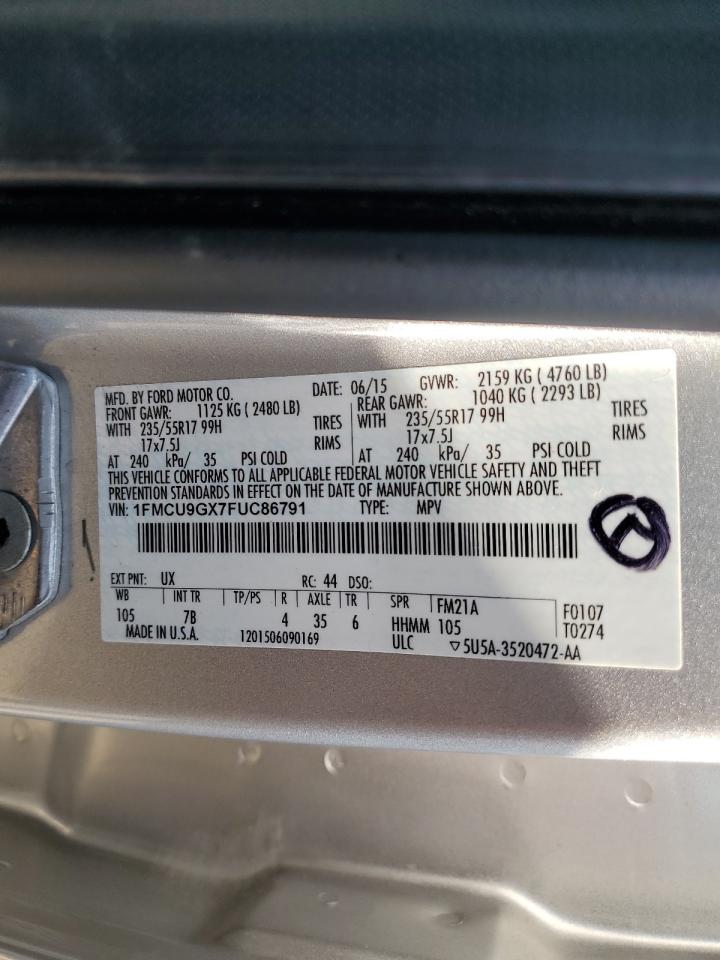 MFD. BY FORD MOTOR CO. DATE: 06/15 GVWR: 2159 KG ( 4760 LB)
FRONT GAWR: 1125 KG ( 2480 LB) REAR GAWR: 1040 KG ( 2293 LB)
WITH 235/55R17 99H TIRES WITH 235/55R17 99H TIRES
17x7.5J RIMS 17x7.5J RIMS
AT 240 kPa/ 35 PSI COLD AT 240 kPa/ 35 PSI COLD
THIS VEHICLE CONFORMS TO ALL APPLICABLE FEDERAL MOTOR VEHICLE SAFETY AND THEFT
PREVENTION STANDARDS IN EFFECT ON THE DATE OF MANUFACTURE SHOWN ABOVE.
VIN: 1FMCU9GX7FUC86791 TYPE: MPV
EXT PNT: UX RC: 44 DSO:
WB INT TR TP/PS R AXLE TR SPR FM21A F0107
105 7B 4 35 6 HHMM 105 T0274
MADE IN U.S.A. 1201506090169 ULC ▽5U5A-3520472-AA